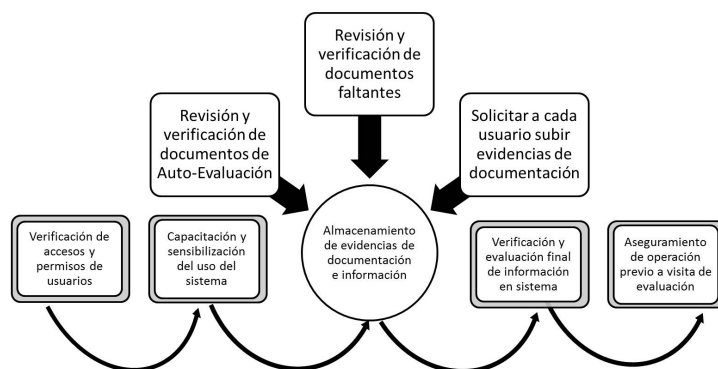 Revisión y
verificación de
documentos
faltantes
Revisión y
verificación de
documentos de
Auto-Evaluación
Solicitar a cada
usuario subir
evidencias de
documentación
Verificación de
accesos y
permisos de
usuarios
Capacitación y
sensibilización
del uso del
sistema
Almacenamiento
de evidencias de
documentación
e información
Verificación y
evaluación final
de información
en sistema
Aseguramiento
de operación
previo a visita de
evaluación